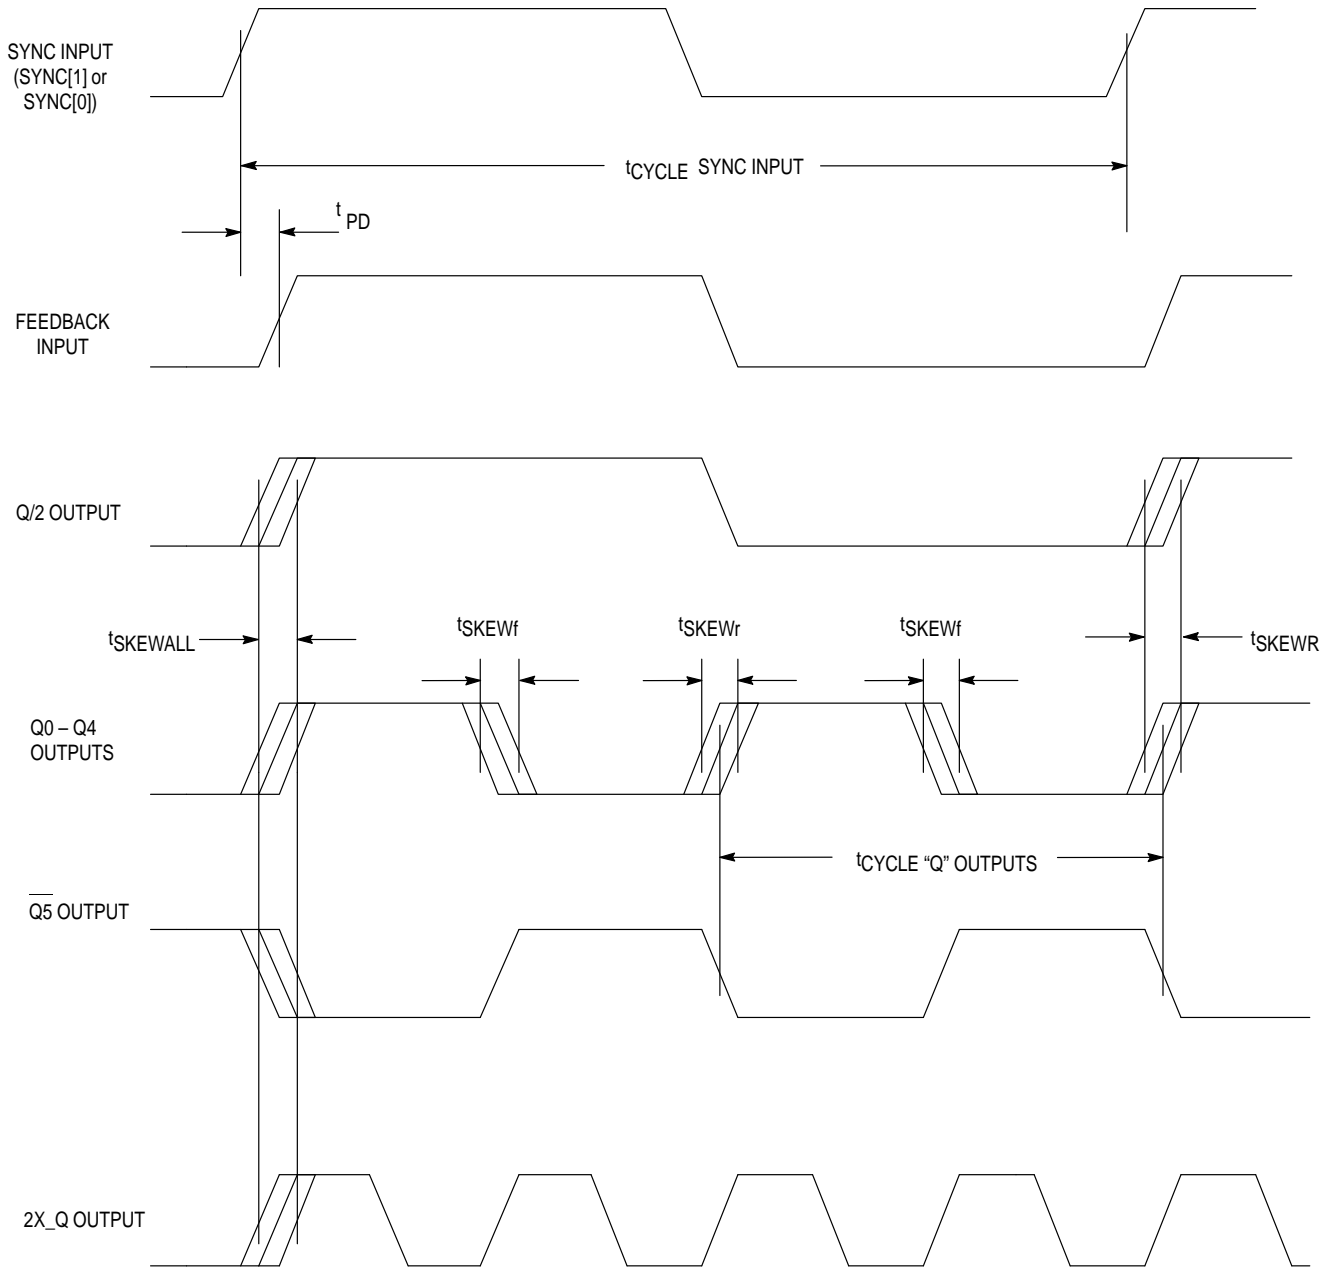 SYNC INPUT
(SYNC[1] or
SYNC[0])
tCYCLE SYNC INPUT
t PD
FEEDBACK
INPUT
Q/2 OUTPUT
tSKEWALL
tSKEWf
tSKEWr
tSKEWf
tSKEWR
Q0 – Q4
OUTPUTS
tCYCLE “Q” OUTPUTS
Q5 OUTPUT
2X_Q OUTPUT